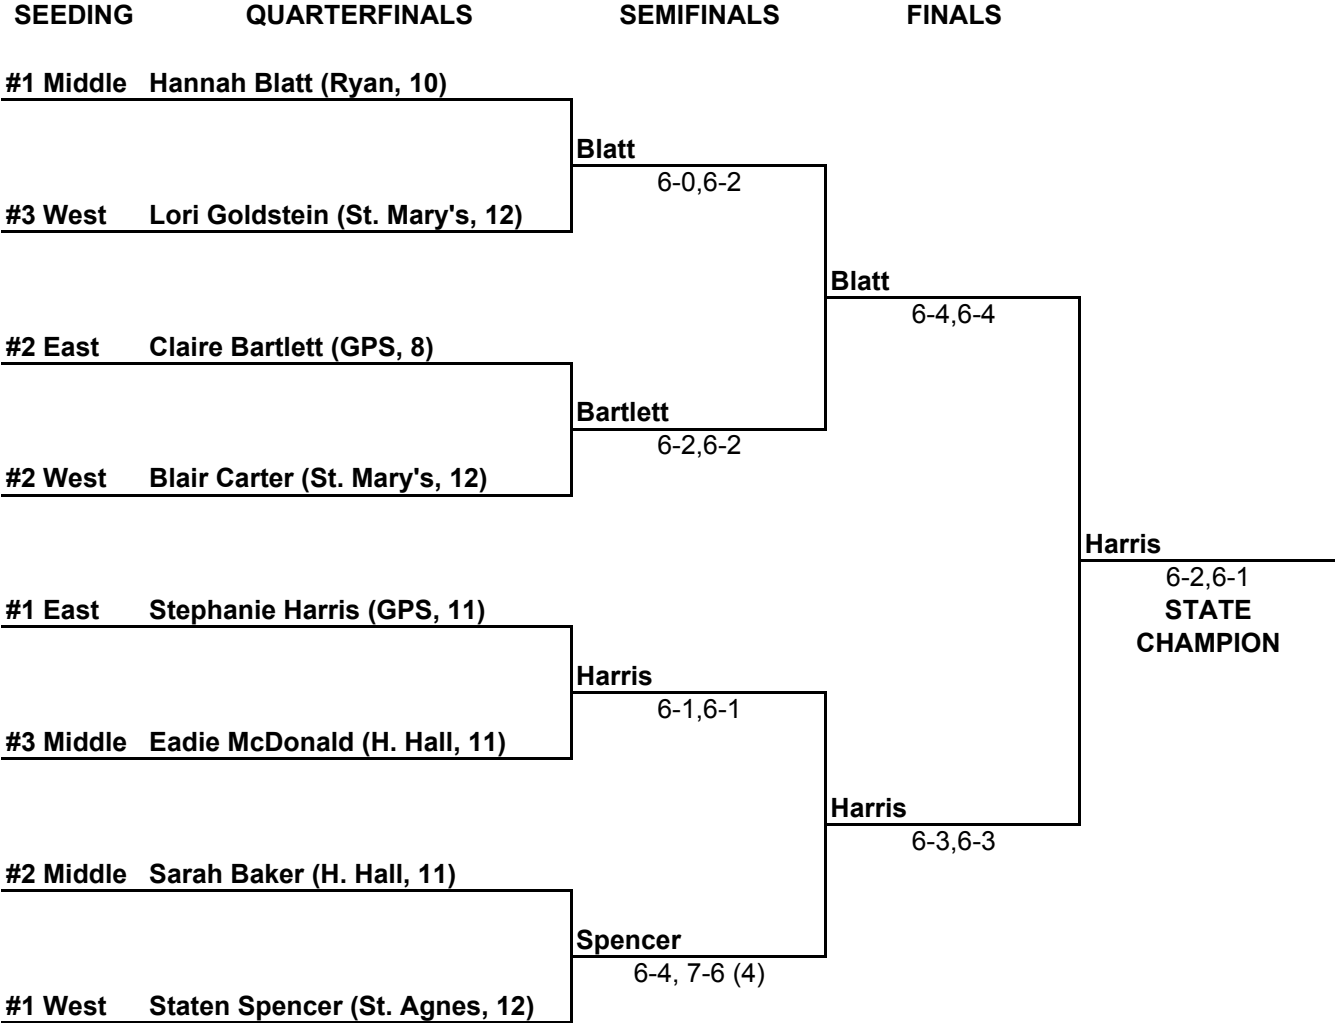 SEEDING QUARTERFINALS SEMIFINALS FINALS
#1 Middle Hannah Blatt (Ryan, 10)
Blatt
6-0,6-2
#3 West Lori Goldstein (St. Mary's, 12)
Blatt
6-4,6-4
#2 East Claire Bartlett (GPS, 8)
Bartlett
6-2,6-2
#2 West Blair Carter (St. Mary's, 12)
Harris
6-2,6-1
STATE
CHAMPION
#1 East Stephanie Harris (GPS, 11)
Harris
6-1,6-1
#3 Middle Eadie McDonald (H. Hall, 11)
Harris
6-3,6-3
#2 Middle Sarah Baker (H. Hall, 11)
Spencer
6-4, 7-6 (4)
#1 West Staten Spencer (St. Agnes, 12)